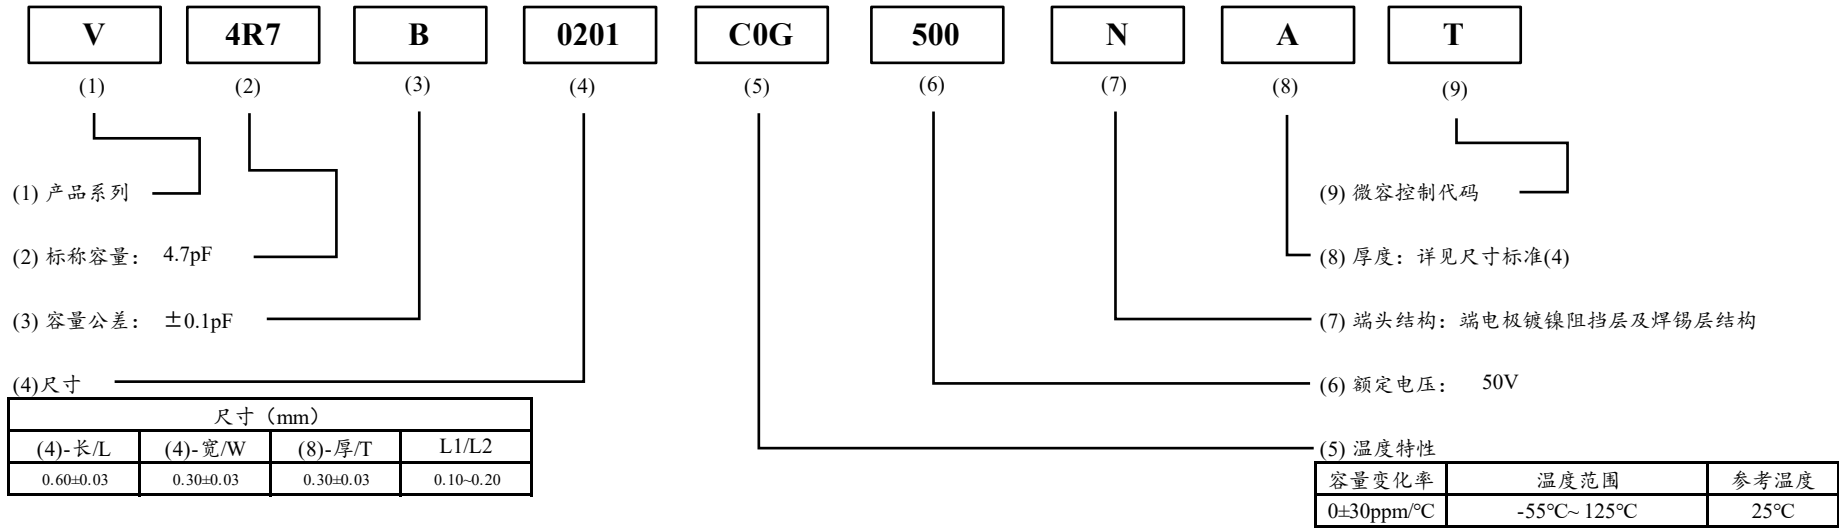 V 4R7 B 0201 C0G 500 N A T
(1) (2) (3) (4) (5) (6) (7) (8) (9)
(1) 产品系列
(9) 微容控制代码
(2) 标称容量： 4.7pF
(8) 厚度：详见尺寸标准(4)
(3) 容量公差： ±0.1pF
(7) 端头结构：端电极镀镍阻挡层及焊锡层结构
(4)尺寸
(6) 额定电压： 50V
尺寸（mm）
(4)-长/L (4)-宽/W (8)-厚/T L1/L2
0.60±0.03 0.30±0.03 0.30±0.03 0.10~0.20
(5) 温度特性
容量变化率 温度范围 参考温度
0±30ppm/°C -55°C~ 125°C 25°C